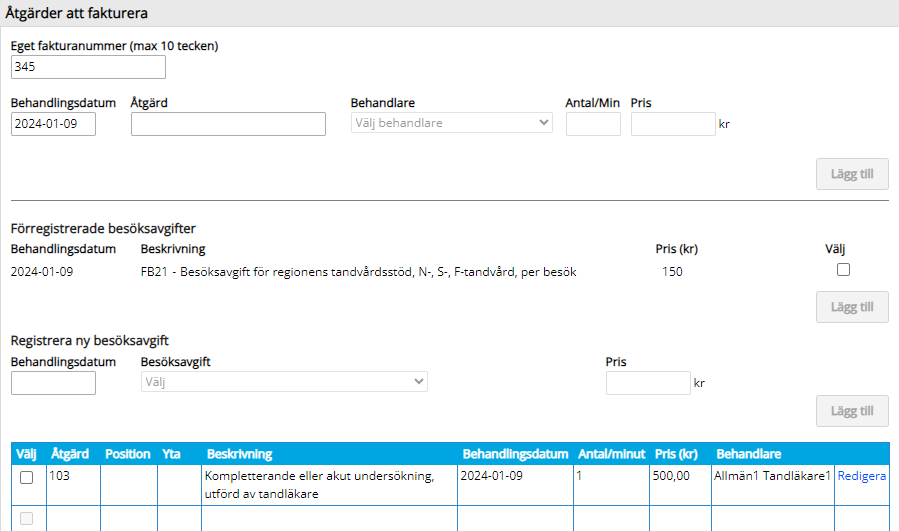 Åtgärder att fakturera
Eget fakturanummer (max 10 tecken)
345
Behandlingsdatum Åtgärd Behandlare Antal/Min Pris
2024-01-09 Välj behandlare kr
Lägg till
Förregistrerade besöksavgifter
Behandlingsdatum Beskrivning Pris (kr) Välj
2024-01-09 FB21 - Besöksavgift för regionens tandvårdsstöd, N-, S-, F-tandvård, per besök 150
Lägg till
Registrera ny besöksavgift
Behandlingsdatum Besöksavgift Pris
Välj kr
Lägg till
Välj Åtgärd Position Yta Beskrivning Behandlingsdatum Antal/minut Pris (kr) Behandlare
103 Kompletterande eller akut undersökning, 2024-01-09 1 500,00 Allmän1 Tandläkare1 Redigera
utförd av tandläkare